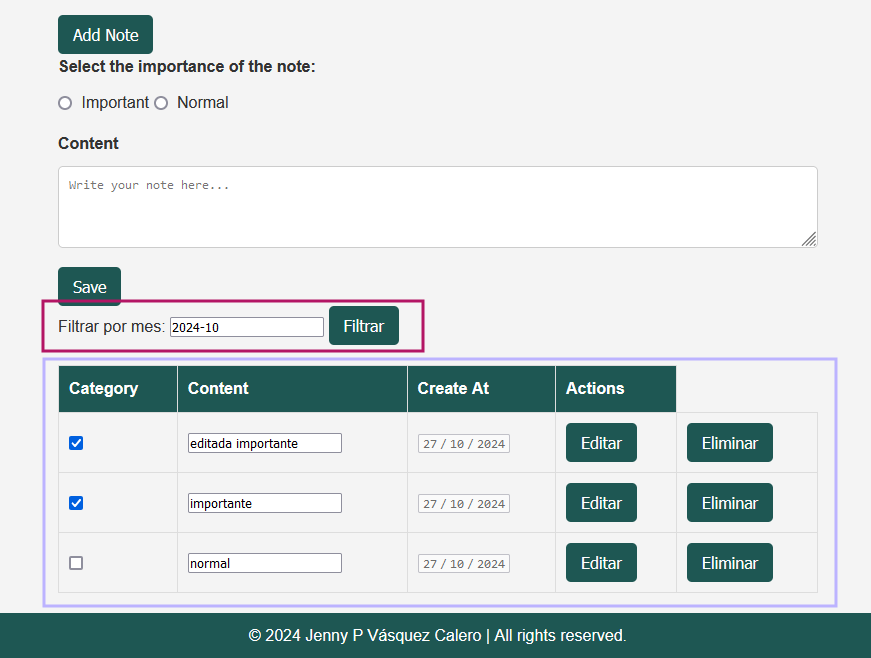 Add Note
Select the importance of the note:
Important Normal
Content
Write your note here...
Save
Filtrar por mes: 2024-10 Filtrar
Category Content Create At Actions
editada importante 27 / 10 / 2024 Editar Eliminar
importante 27 / 10 / 2024 Editar Eliminar
normal 27 / 10 / 2024 Editar Eliminar
© 2024 Jenny P Vásquez Calero | All rights reserved.